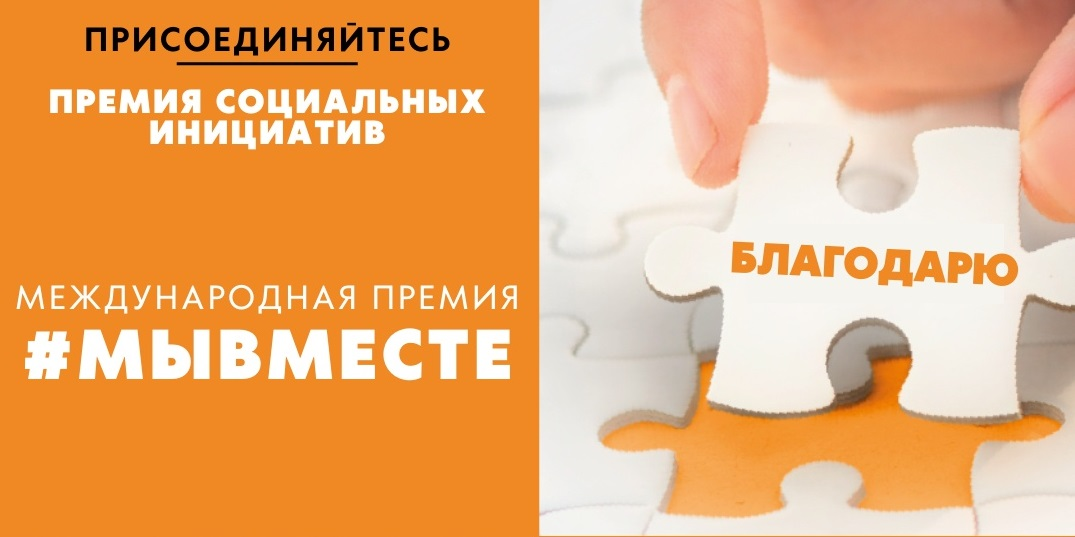 ПРИСОЕДИНЯЙТЕСЬ
ПРЕМИЯ СОЦИАЛЬНЫХ
ИНИЦИАТИВ
МЕЖДУНАРОДНАЯ ПРЕМИЯ
#МЫВМЕСТЕ
БЛАГОДАРЮ